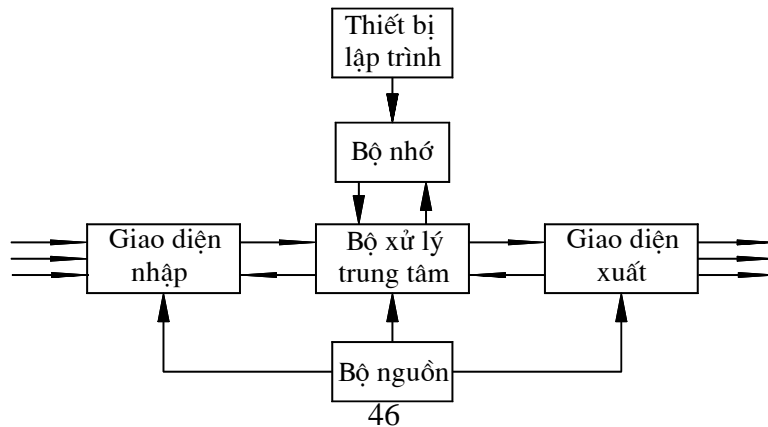 Thiết bị
lập trình
Bộ nhớ
Giao diện
nhập
Bộ xử lý
trung tâm
Giao diện
xuất
Bộ nguồn
46